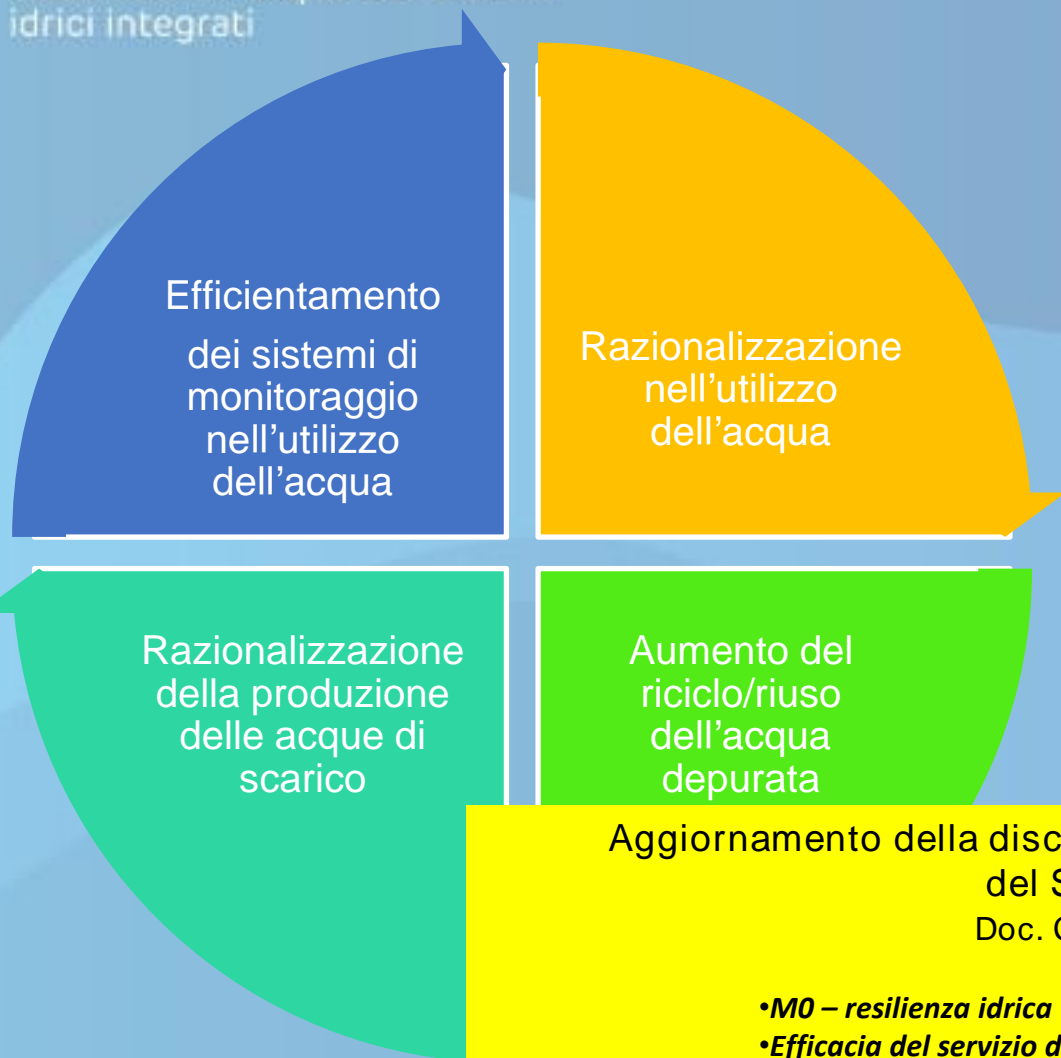 idrici integrati
Efficientamento
dei sistemi di
monitoraggio
nell’utilizzo
dell’acqua
Razionalizzazione
nell’utilizzo
dell’acqua
Razionalizzazione
della produzione
delle acque di
scarico
Aumento del
riciclo/riuso
dell’acqua
depurata
Aggiornamento della disc
del S
Doc. C
•M0 – resilienza idrica
•Efficacia del servizio d